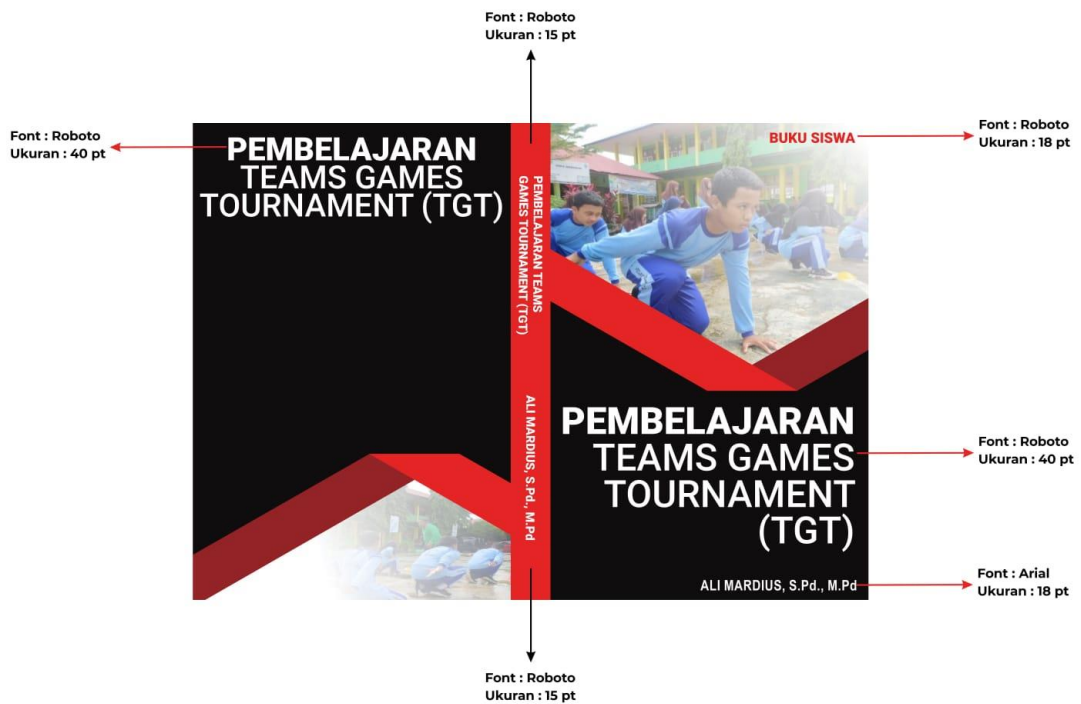 Font : Roboto
Ukuran : 15 pt
Font : Roboto
Ukuran : 40 pt
PEMBELAJARAN
TEAMS GAMES
TOURNAMENT (TGT)
PEMBELAJARAN TEAMS
GAMES TOURNAMENT (TGT)
ALI MARDIUS, S.Pd., M.Pd
BUKU SISWA
Font : Roboto
Ukuran : 18 pt
PEMBELAJARAN
TEAMS GAMES
TOURNAMENT
(TGT)
Font : Roboto
Ukuran : 40 pt
ALI MARDIUS, S.Pd., M.Pd
Font : Arial
Ukuran : 18 pt
Font : Roboto
Ukuran : 15 pt